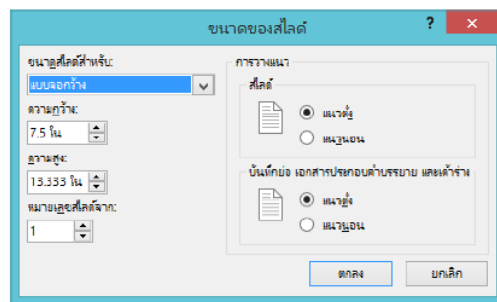 ขนาดของสไลด์
?
×
ขนาดสไลด์สำหรับ:
แบบจอกว้าง
ความกว้าง:
7.5 ใน
ความสูง:
13.333 ใน
หมายเลขสไลด์จาก:
1
การวางแนว
สไลด์
แนวตั้ง
แนวนอน
บันทึกย่อ เอกสารประกอบคำบรรยาย และเค้าร่าง
แนวตั้ง
แนวนอน
ตกลง
ยกเลิก